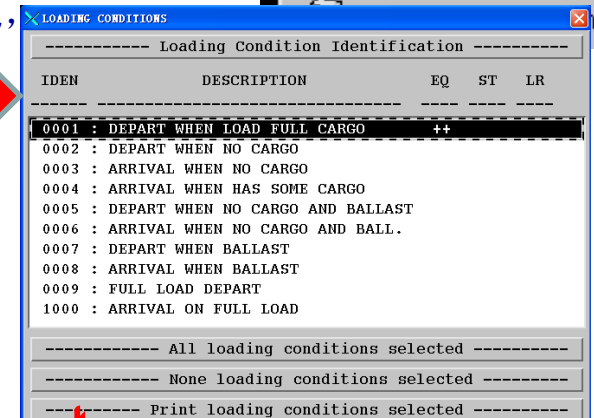 LOADING CONDITIONS
----------- Loading Condition Identification ----------
IDEN DESCRIPTION EQ ST LR
------ -------------------------------- ---- ---- ----
0001 : DEPART WHEN LOAD FULL CARGO ++
0002 : DEPART WHEN NO CARGO
0003 : ARRIVAL WHEN NO CARGO
0004 : ARRIVAL WHEN HAS SOME CARGO
0005 : DEPART WHEN NO CARGO AND BALLAST
0006 : ARRIVAL WHEN NO CARGO AND BALL.
0007 : DEPART WHEN BALLAST
0008 : ARRIVAL WHEN BALLAST
0009 : FULL LOAD DEPART
1000 : ARRIVAL ON FULL LOAD
------------ All loading conditions selected ----------
------------ None loading conditions selected ---------
---------- Print loading conditions selected ----------